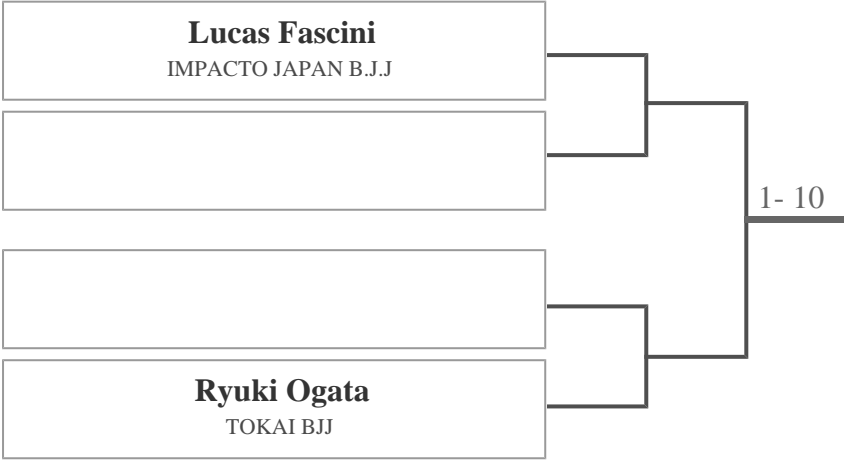 Lucas Fascini
IMPACTO JAPAN B.J.J
1- 10
Ryuki Ogata
TOKAI BJJ